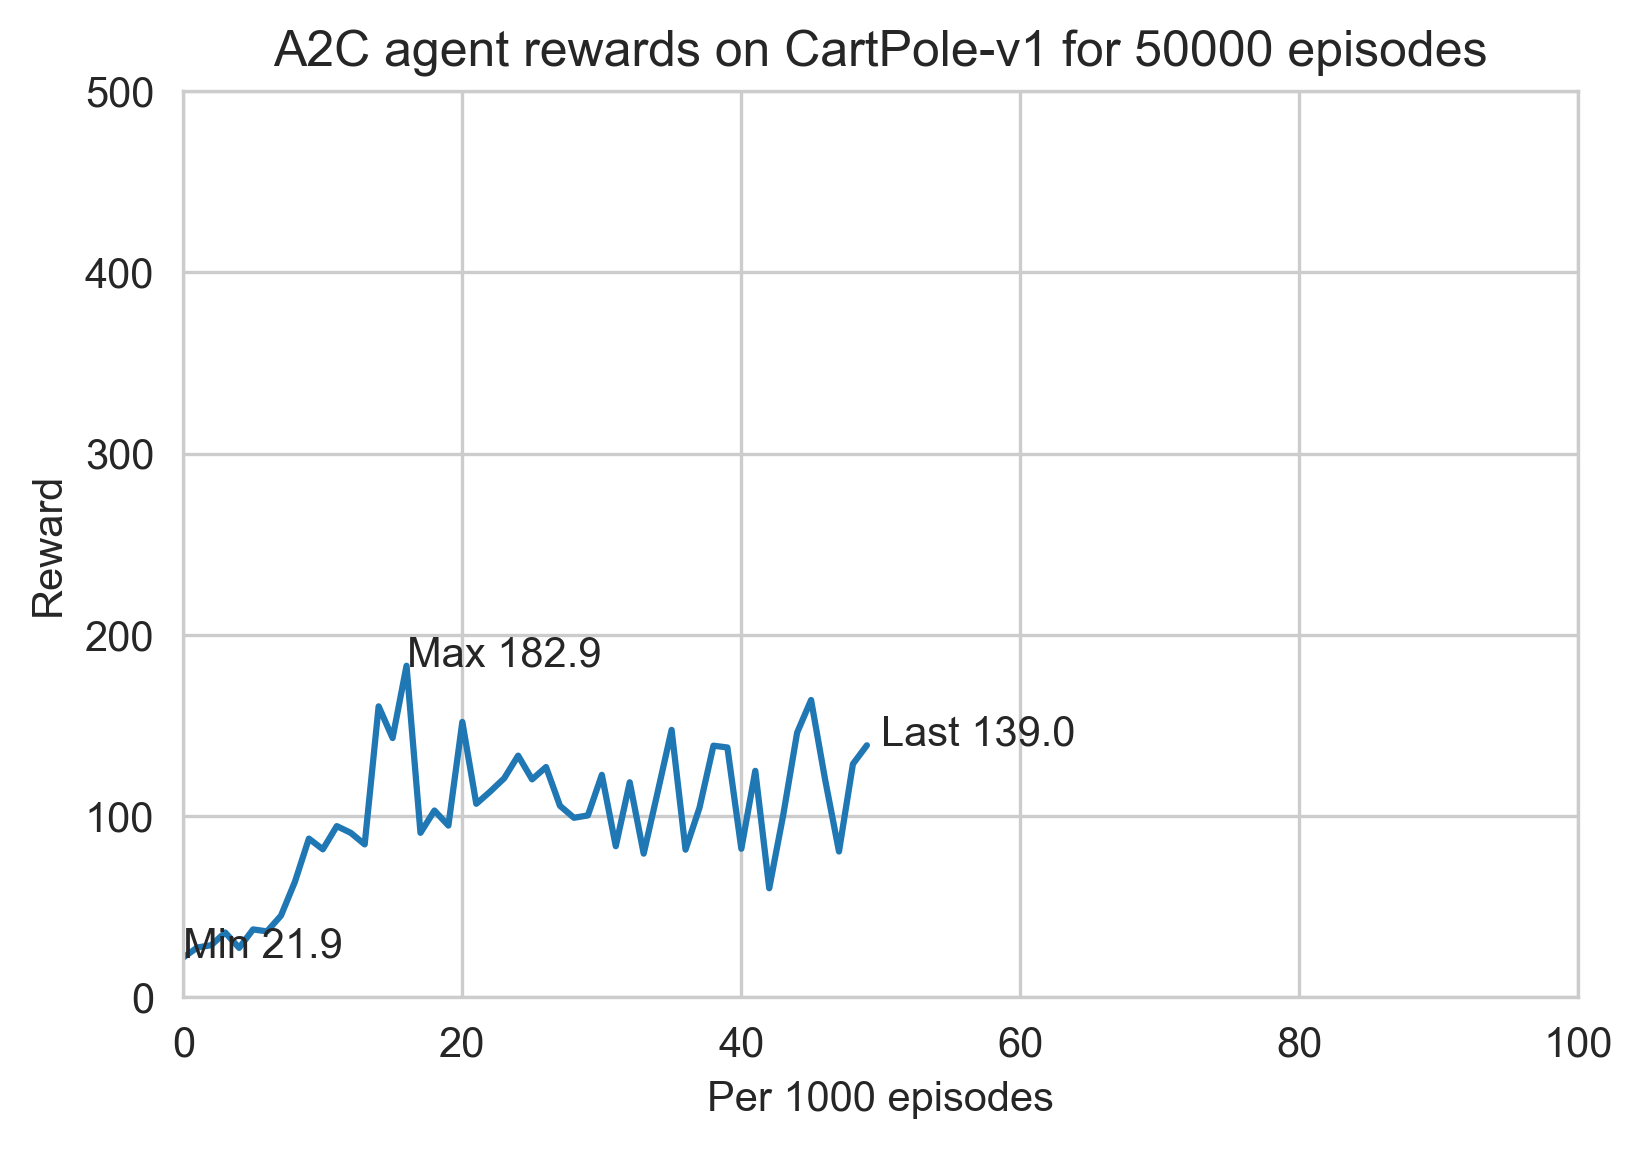 A2C agent rewards on CartPole-v1 for 50000 episodes
500
400
300
200
100
0
Reward
Max 182.9
Last 139.0
Min 21.9
0 20 40 60 80 100
Per 1000 episodes